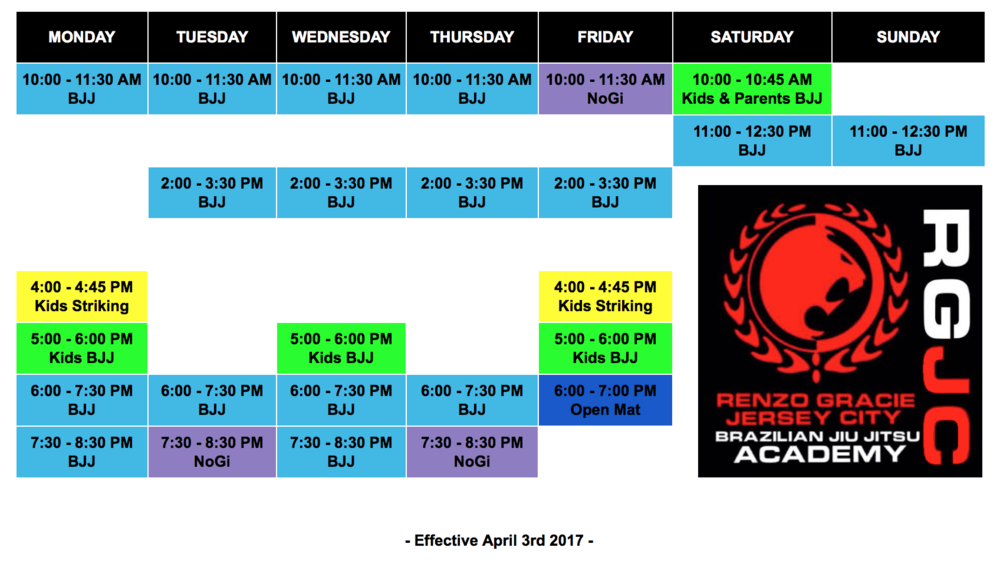 MONDAY TUESDAY WEDNESDAY THURSDAY FRIDAY SATURDAY SUNDAY
10:00 - 11:30 AM 10:00 - 11:30 AM 10:00 - 11:30 AM 10:00 - 11:30 AM 10:00 - 11:30 AM 10:00 - 10:45 AM
BJJ BJJ BJJ BJJ NoGi Kids & Parents BJJ
11:00 - 12:30 PM 11:00 - 12:30 PM
BJJ BJJ
2:00 - 3:30 PM 2:00 - 3:30 PM 2:00 - 3:30 PM 2:00 - 3:30 PM
BJJ BJJ BJJ BJJ
4:00 - 4:45 PM 4:00 - 4:45 PM
Kids Striking Kids Striking
5:00 - 6:00 PM 5:00 - 6:00 PM 5:00 - 6:00 PM
Kids BJJ Kids BJJ Kids BJJ
6:00 - 7:30 PM 6:00 - 7:30 PM 6:00 - 7:30 PM 6:00 - 7:30 PM 6:00 - 7:00 PM
BJJ BJJ BJJ BJJ Open Mat
7:30 - 8:30 PM 7:30 - 8:30 PM 7:30 - 8:30 PM 7:30 - 8:30 PM
BJJ NoGi BJJ NoGi
RGJC
RENZO GRACIE
JERSEY CITY
BRAZILIAN JIU JITSU
ACADEMY
- Effective April 3rd 2017 -